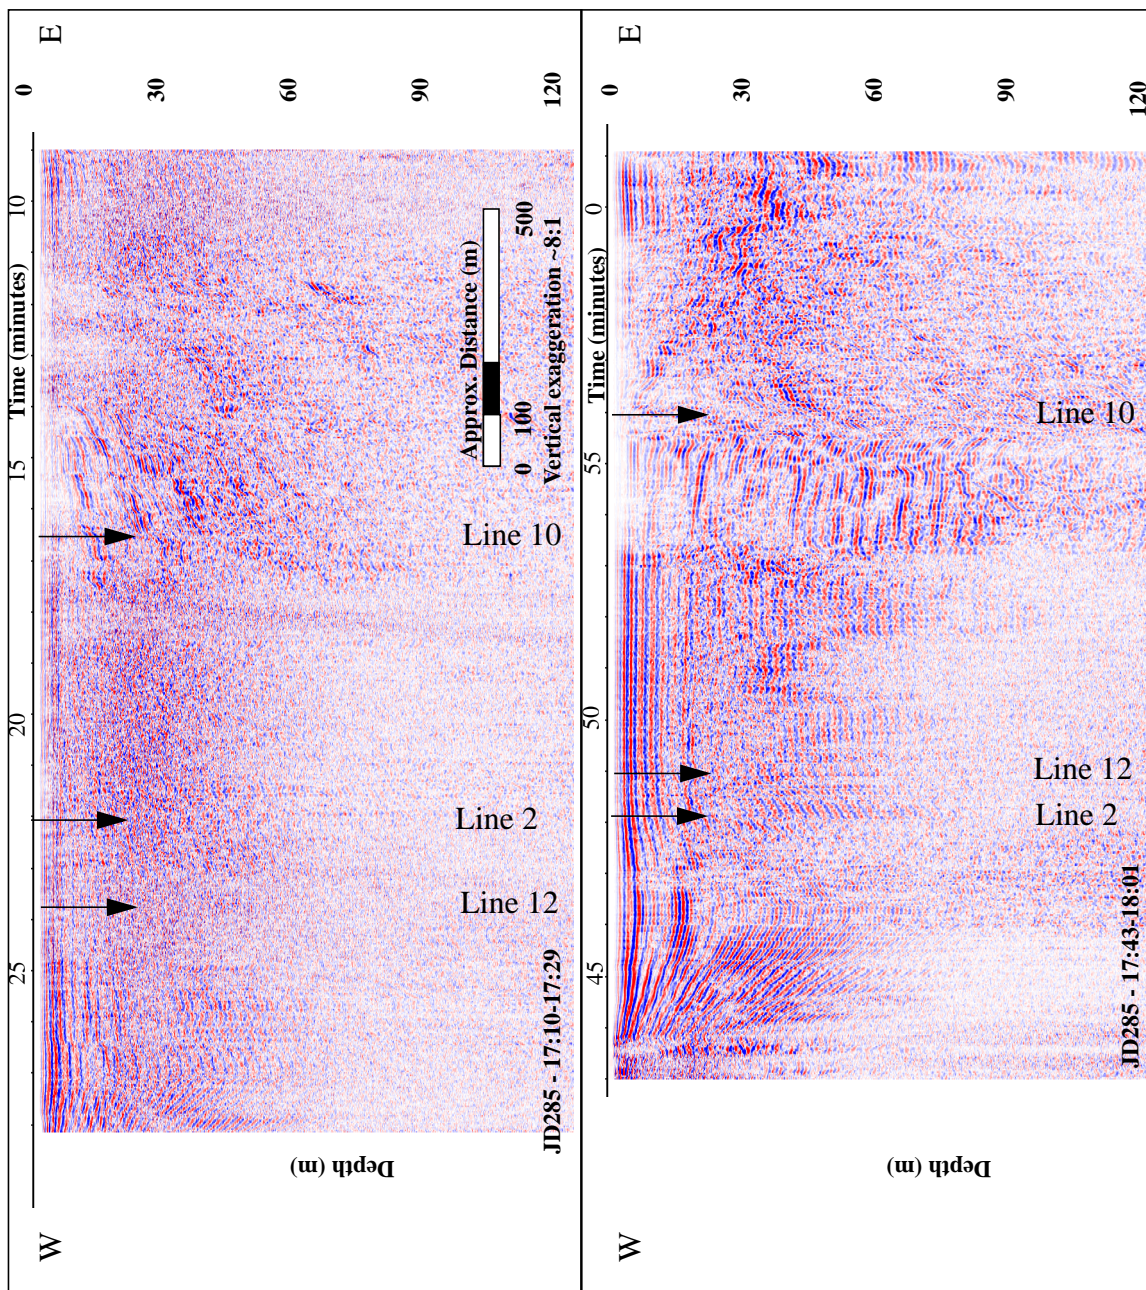 E
0
30
60
90
120
10
15
20
25
Time (minutes)
Approx. Distance (m)
0 100 500
Vertical exaggeration ~8:1
Line 10
Line 2
Line 12
JD285 - 17:10-17:29
Depth (m)
W
E
0
30
60
90
120
0
55
50
45
Time (minutes)
Line 10
Line 12
Line 2
JD285 - 17:43-18:01
Depth (m)
W